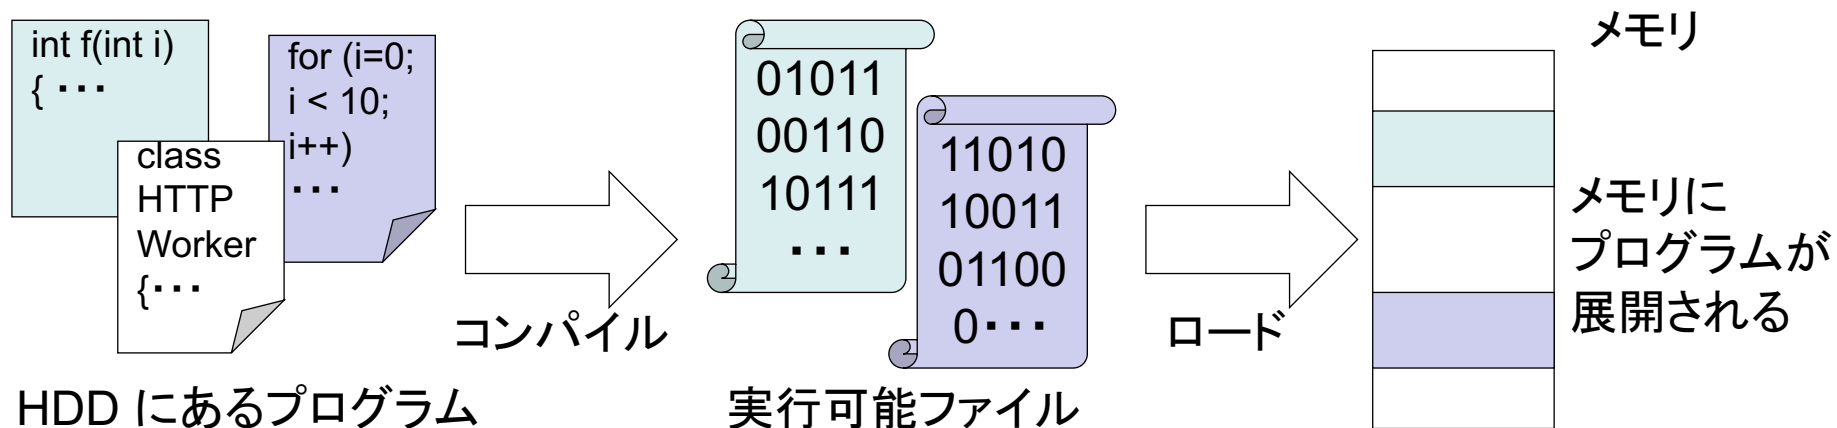 int f(int i)
{ ・・・
for (i=0;
i < 10;
i++)
・・・
class
HTTP
Worker
{・・・
HDD にあるプログラム
コンパイル
01011
00110
10111
・・・
11010
10011
01100
0・・・
実行可能ファイル
ロード
メモリ
メモリに
プログラムが
展開される